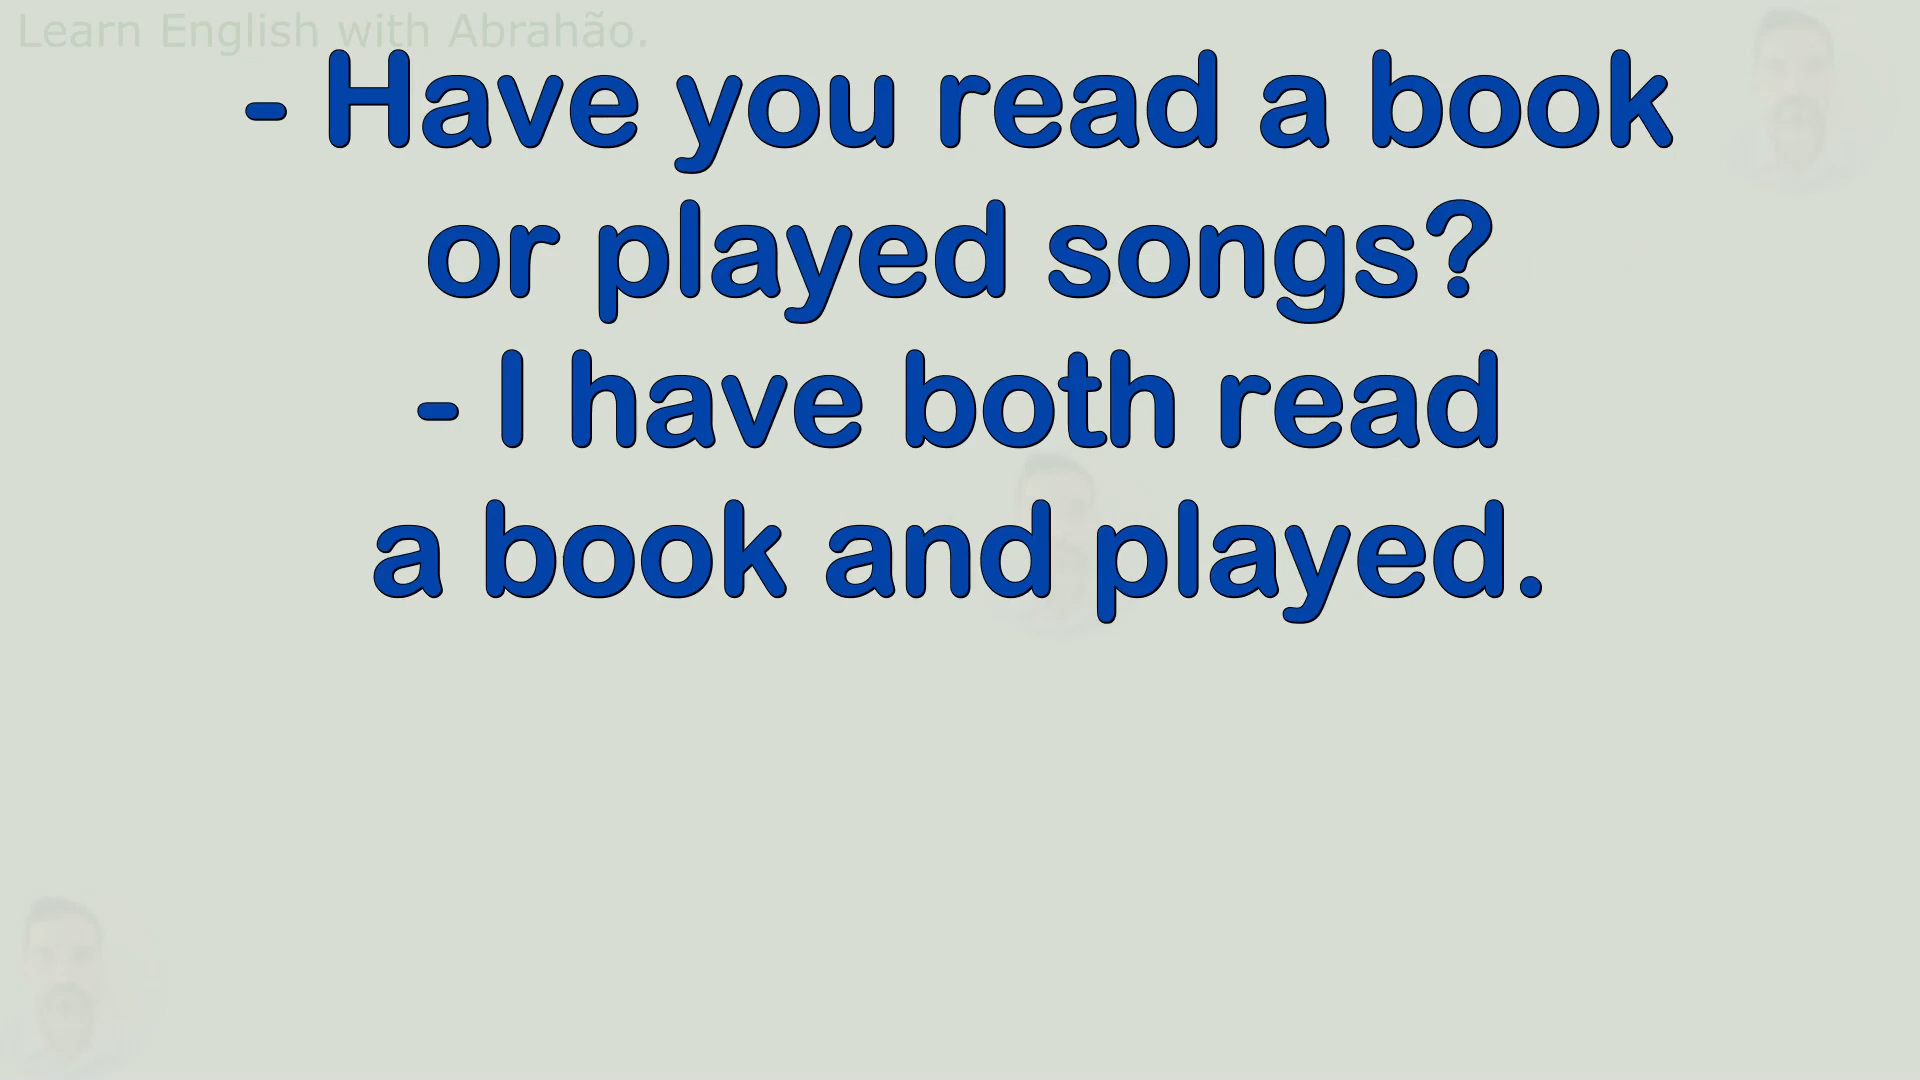 Learn English with Abrahão.
- Have you read a book
or played songs?
- I have both read
a book and played.